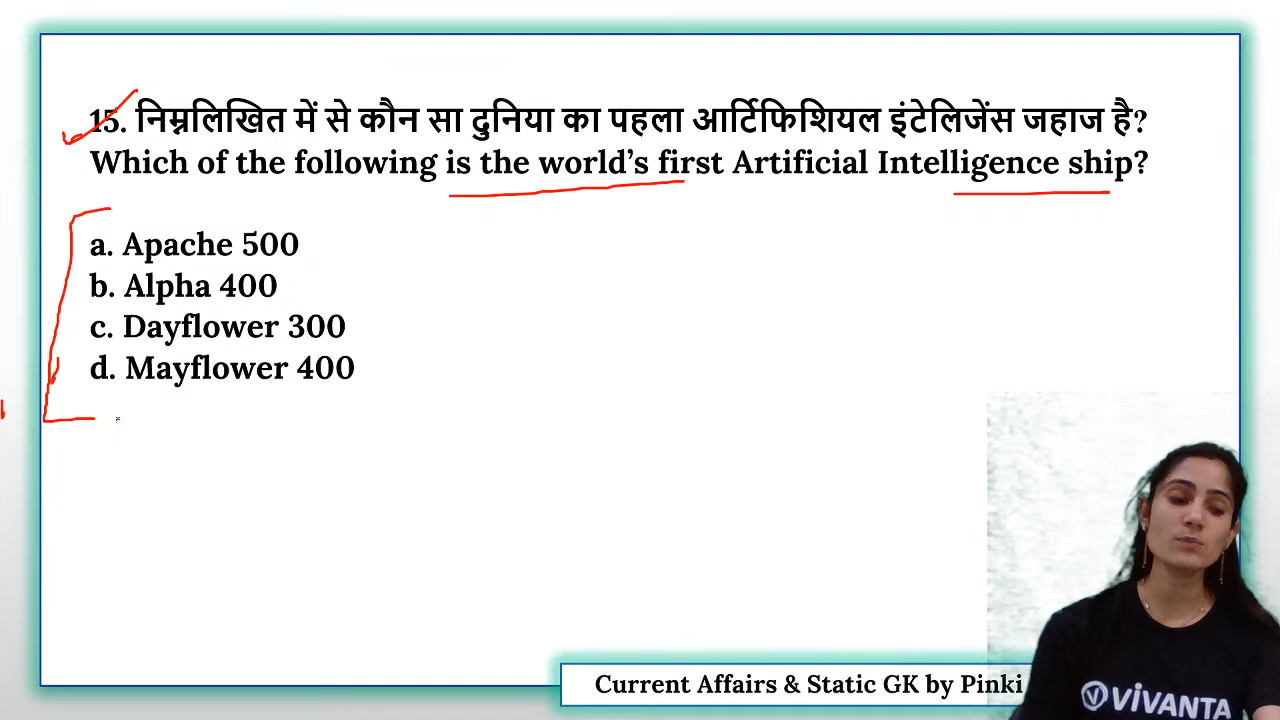 15. निम्नलिखित में से कौन सा दुनिया का पहला आर्टिफिशियल इंटेलिजेंस जहाज है?
Which of the following is the world’s first Artificial Intelligence ship?
a. Apache 500
b. Alpha 400
c. Dayflower 300
d. Mayflower 400
Current Affairs & Static GK by Pinki
VIVANTA